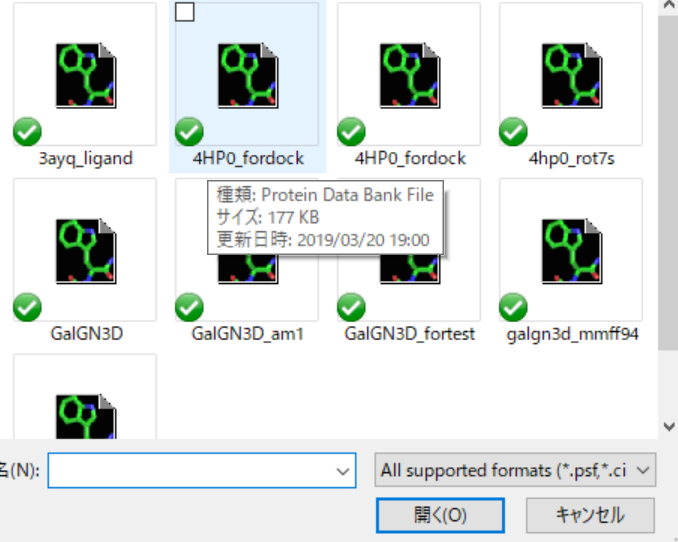 3ayq_ligand
4HP0_fordock
4HP0_fordock
4hp0_rot7s
種類: Protein Data Bank File
サイズ: 177 KB
更新日時: 2019/03/20 19:00
GalGN3D
GalGN3D_am1
GalGN3D_fortest
galgn3d_mmff94
名(N):
All supported formats (*.psf,*.ci
開く(O)
キャンセル